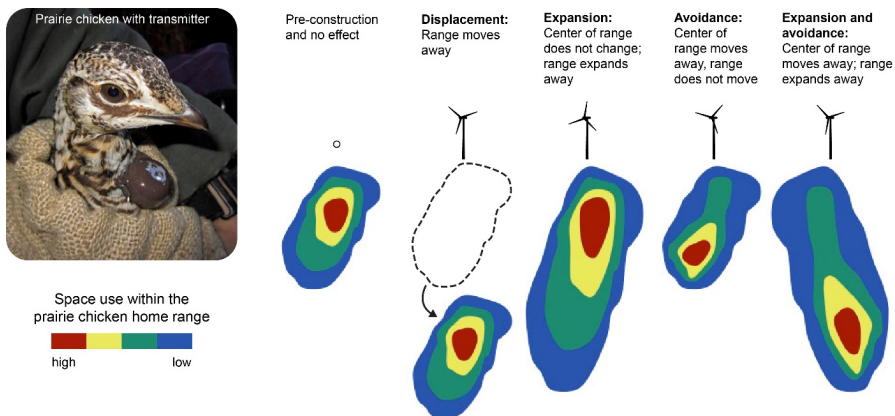 Prairie chicken with transmitter
Space use within the
prairie chicken home range
high
low
Pre-construction
and no effect
Displacement:
Range moves
away
Expansion:
Center of range
does not change;
range expands
away
Avoidance:
Center of
range moves
away, range
does not move
Expansion and
avoidance:
Center of range
moves away; range
expands away